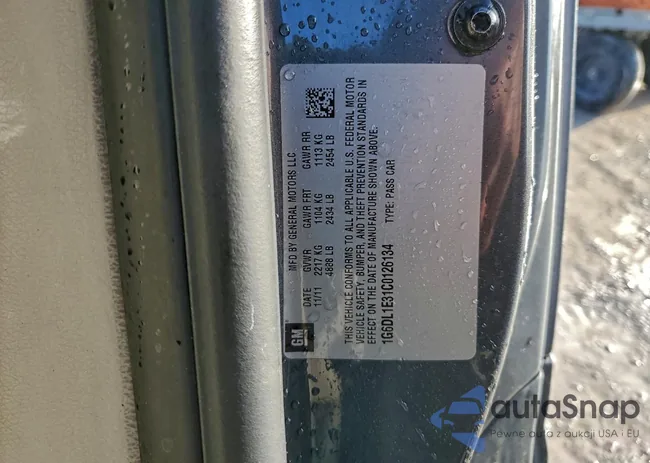 GM
MFD BY GENERAL MOTORS LLC
DATE GVWR GAWR FRT GAWR RR
11/11 2217 KG 1104 KG 1113 KG
4888 LB 2434 LB 2454 LB
THIS VEHICLE CONFORMS TO ALL APPLICABLE U.S. FEDERAL MOTOR
VEHICLE SAFETY, BUMPER, AND THEFT PREVENTION STANDARDS IN
EFFECT ON THE DATE OF MANUFACTURE SHOWN ABOVE.
1G6DL1E31C0126134 TYPE: PASS CAR
autaSnap
Pewne auta z aukcji USA · EU